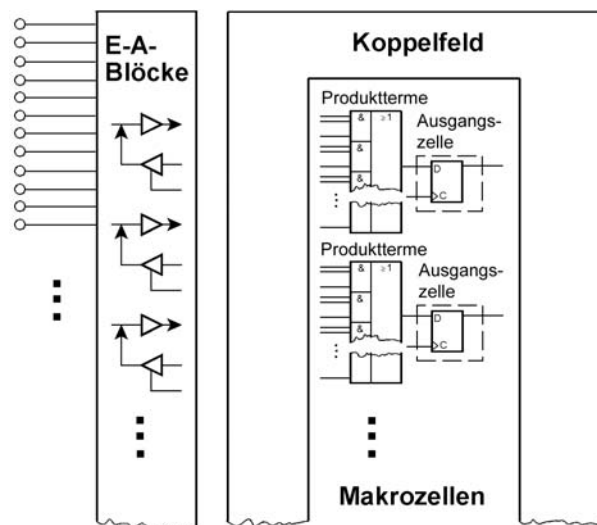 E-A-
Blöcke
Koppelfeld
Produktterme
& ≥1
&
&
Ausgangs-
zelle
D
C
Produktterme
& ≥1
&
&
Ausgangs-
zelle
D
C
Makrozellen